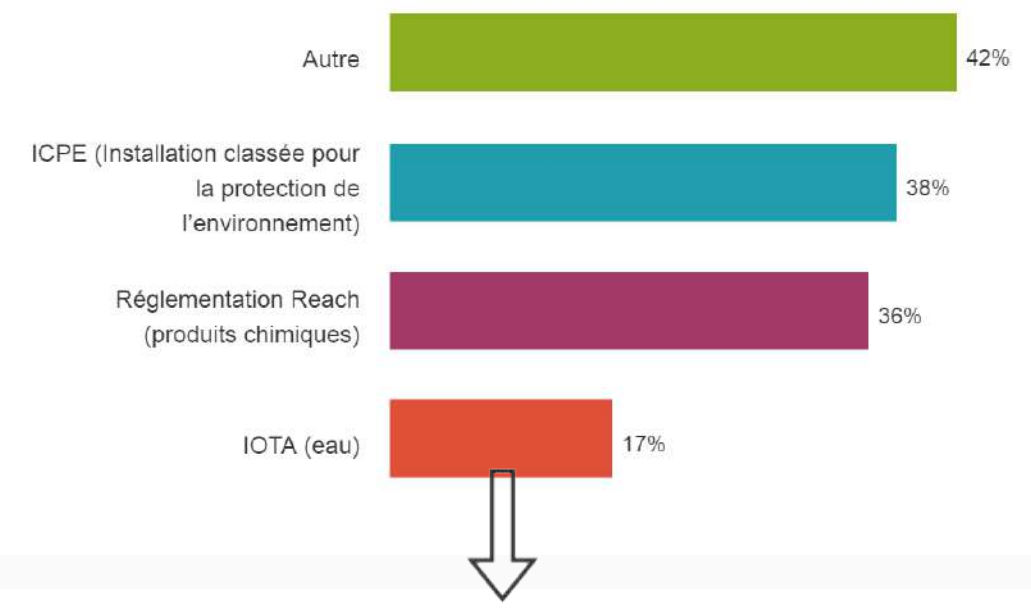 Autre
42%
ICPE (Installation classée pour
la protection de
l'environnement)
38%
Réglementation Reach
(produits chimiques)
36%
IOTA (eau)
17%